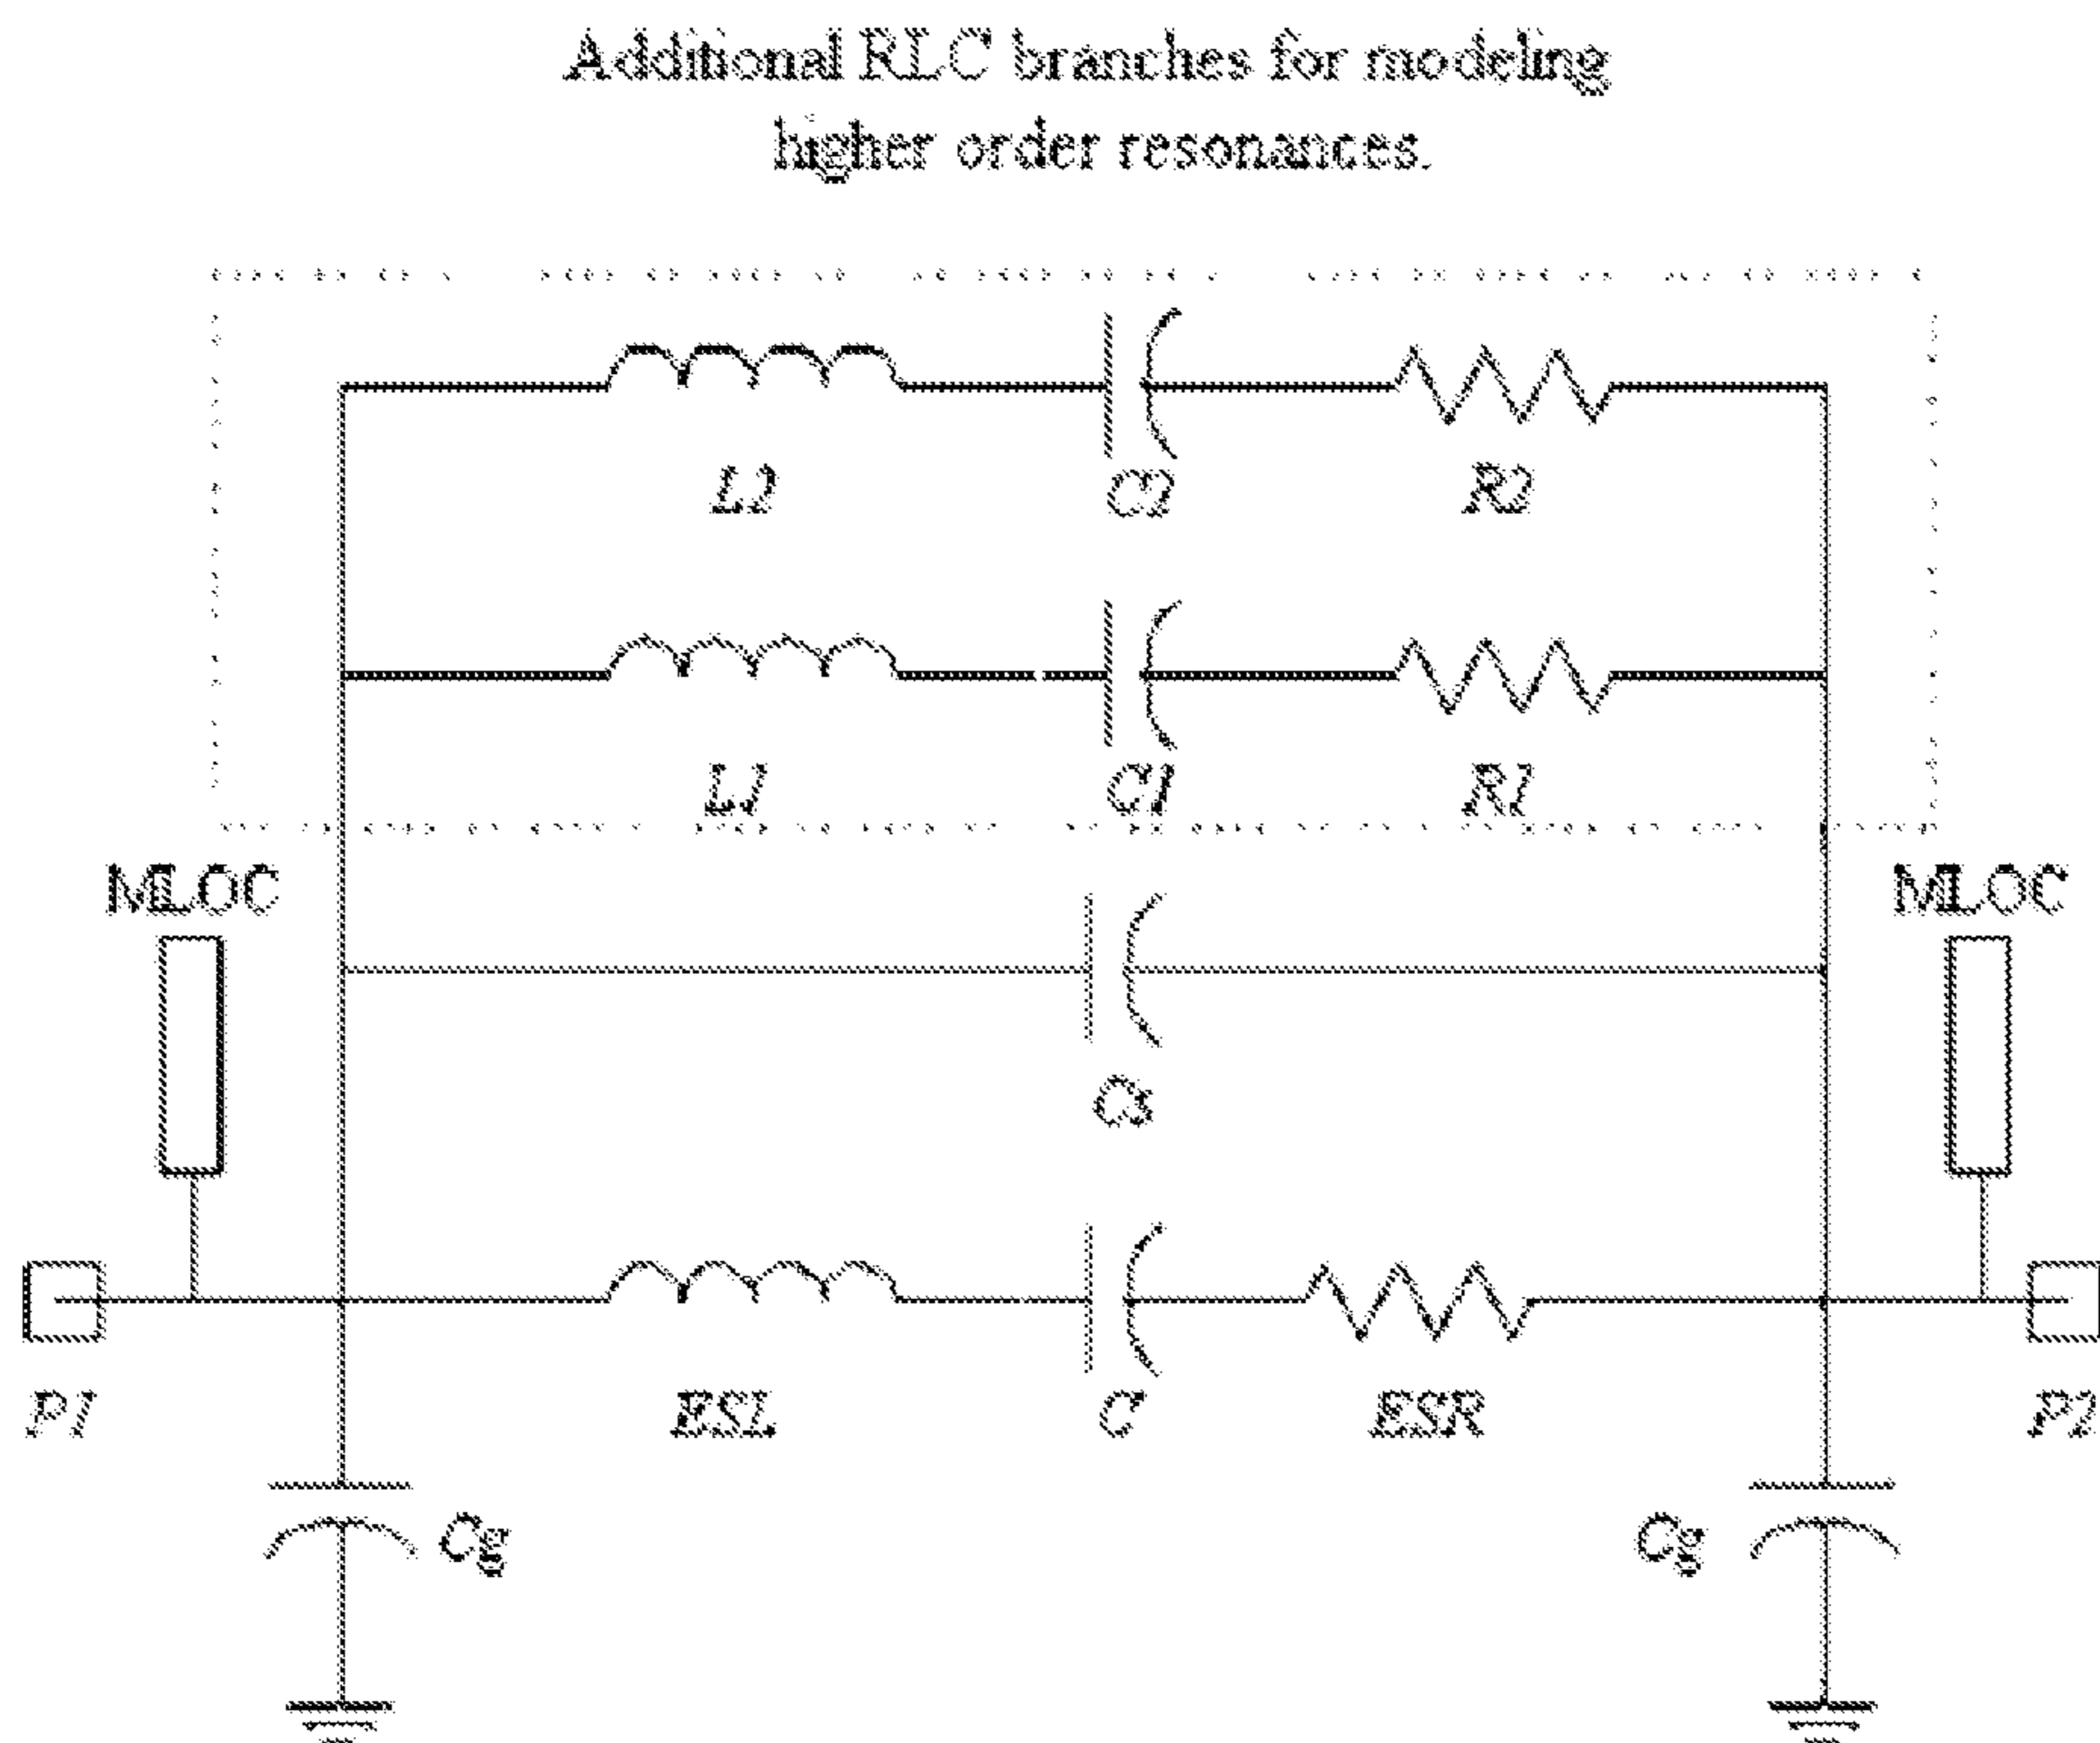 Additional RLC branches for modeling
higher order resonances.
L2 C2 R2
L1 C1 R1
MLOC MLOC
Cs
P1 ESL C ESR P2
Cg Cg